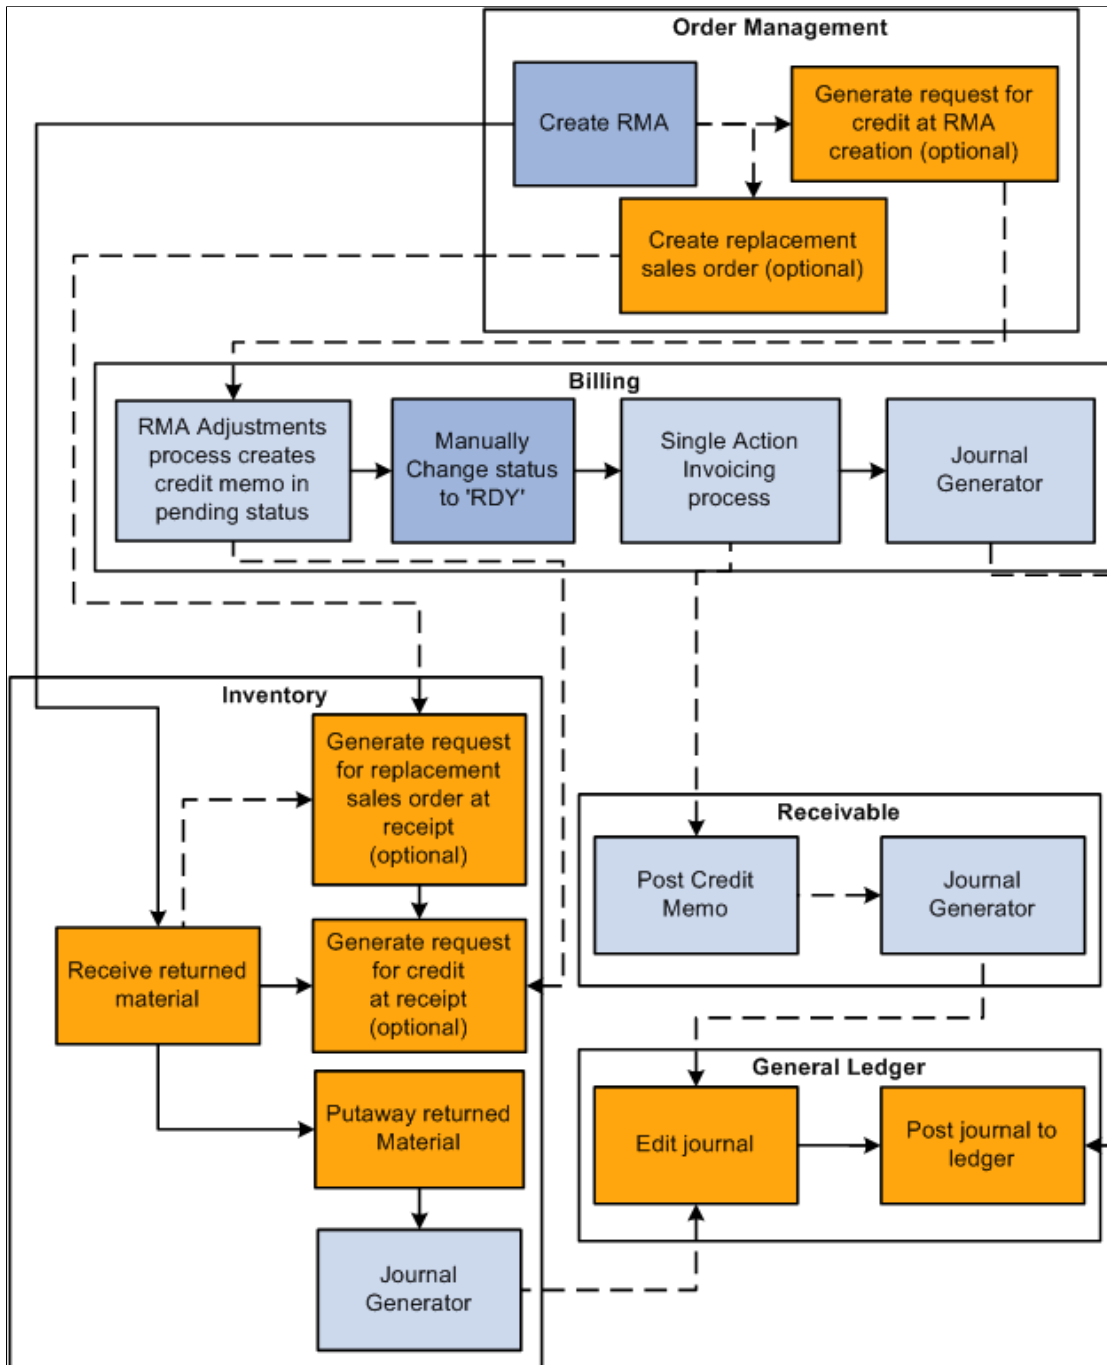 Order Management
Create RMA
Generate request for
credit at RMA
creation (optional)
Create replacement
sales order (optional)
Billing
RMA Adjustments
process creates
credit memo in
pending status
Manually
Change status
to 'RDY'
Single Action
Invoicing
process
Journal
Generator
Inventory
Generate request
for replacement
sales order at
receipt
(optional)
Receive returned
material
Generate request
for credit
at receipt
(optional)
Putaway returned
Material
Journal
Generator
Receivable
Post Credit
Memo
Journal
Generator
General Ledger
Edit journal
Post journal to
ledger